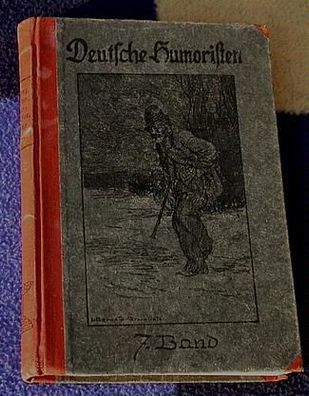 Deutsche Humoristen
7. Band